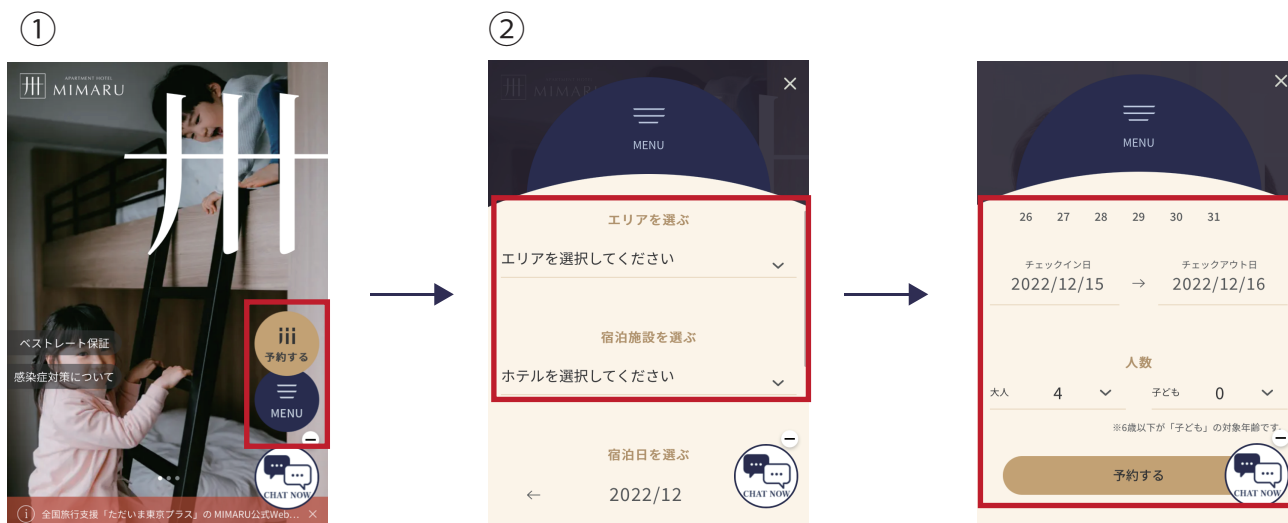 ①
APARTMENT HOTEL
MIMARU
ベストレート保証
感染症対策について
予約する
MENU
CHAT NOW
全国旅行支援「ただいま東京プラス」の MIMARU公式Web... ×
②
MIMARU
×
MENU
エリアを選ぶ
エリアを選択してください
宿泊施設を選ぶ
ホテルを選択してください
宿泊日を選ぶ
← 2022/12
CHAT NOW
×
MENU
26 27 28 29 30 31
チェックイン日 チェックアウト日
2022/12/15 → 2022/12/16
人数
大人 4 子ども 0
※6歳以下が「子ども」の対象年齢です。
予約する
CHAT NOW